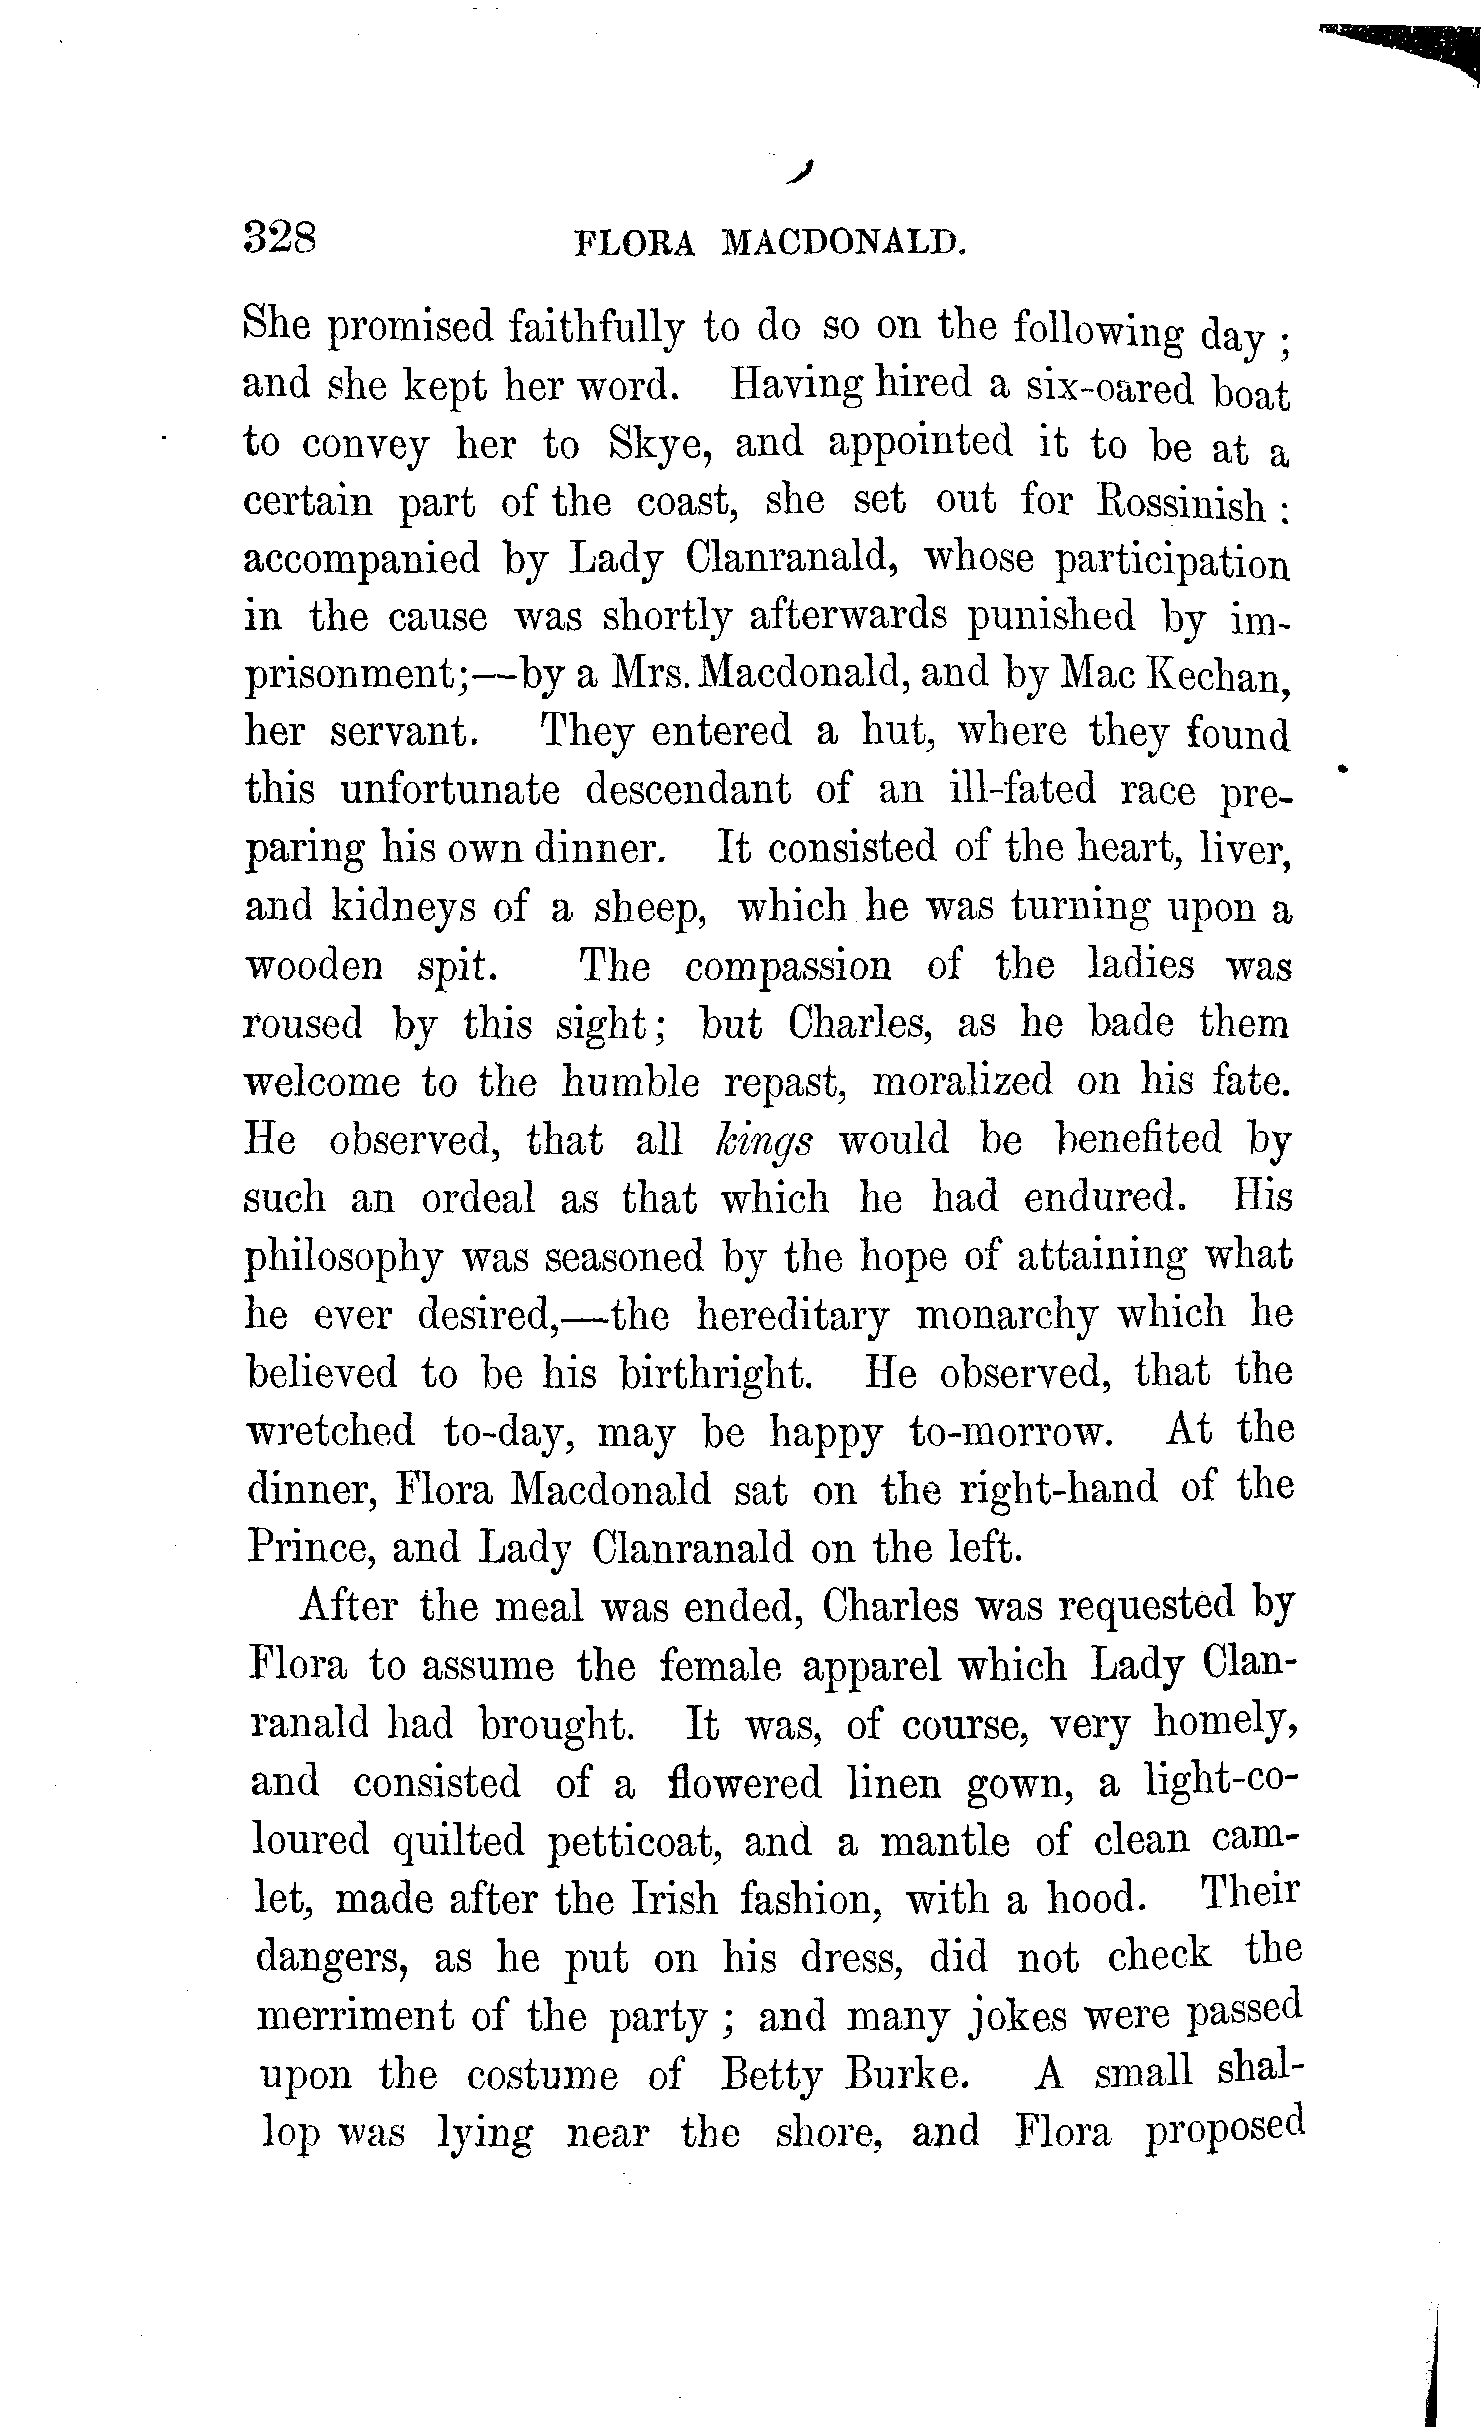 328 FLORA MACDONALD.
She promised faithfully to do so on the following day ;
and she kept her word. Having hired a six-oared boat
to convey her to Skye, and appointed it to be at a
certain part of the coast, she set out for Rossinish :
accompanied by Lady Clanranald, whose participation
in the cause was shortly afterwards punished by im-
prisonment;—by a Mrs. Macdonald, and by Mac Kechan,
her servant. They entered a hut, where they found
this unfortunate descendant of an ill-fated race pre-
paring his own dinner. It consisted of the heart, liver,
and kidneys of a sheep, which he was turning upon a
wooden spit. The compassion of the ladies was
roused by this sight; but Charles, as he bade them
welcome to the humble repast, moralized on his fate.
He observed, that all kings would be benefited by
such an ordeal as that which he had endured. His
philosophy was seasoned by the hope of attaining what
he ever desired,—the hereditary monarchy which he
believed to be his birthright. He observed, that the
wretched to-day, may be happy to-morrow. At the
dinner, Flora Macdonald sat on the right-hand of the
Prince, and Lady Clanranald on the left.
After the meal was ended, Charles was requested by
Flora to assume the female apparel which Lady Clan-
ranald had brought. It was, of course, very homely,
and consisted of a flowered linen gown, a light-co-
loured quilted petticoat, and a mantle of clean cam-
let, made after the Irish fashion, with a hood. Their
dangers, as he put on his dress, did not check the
merriment of the party ; and many jokes were passed
upon the costume of Betty Burke. A small shal-
lop was lying near the shore, and Flora proposed